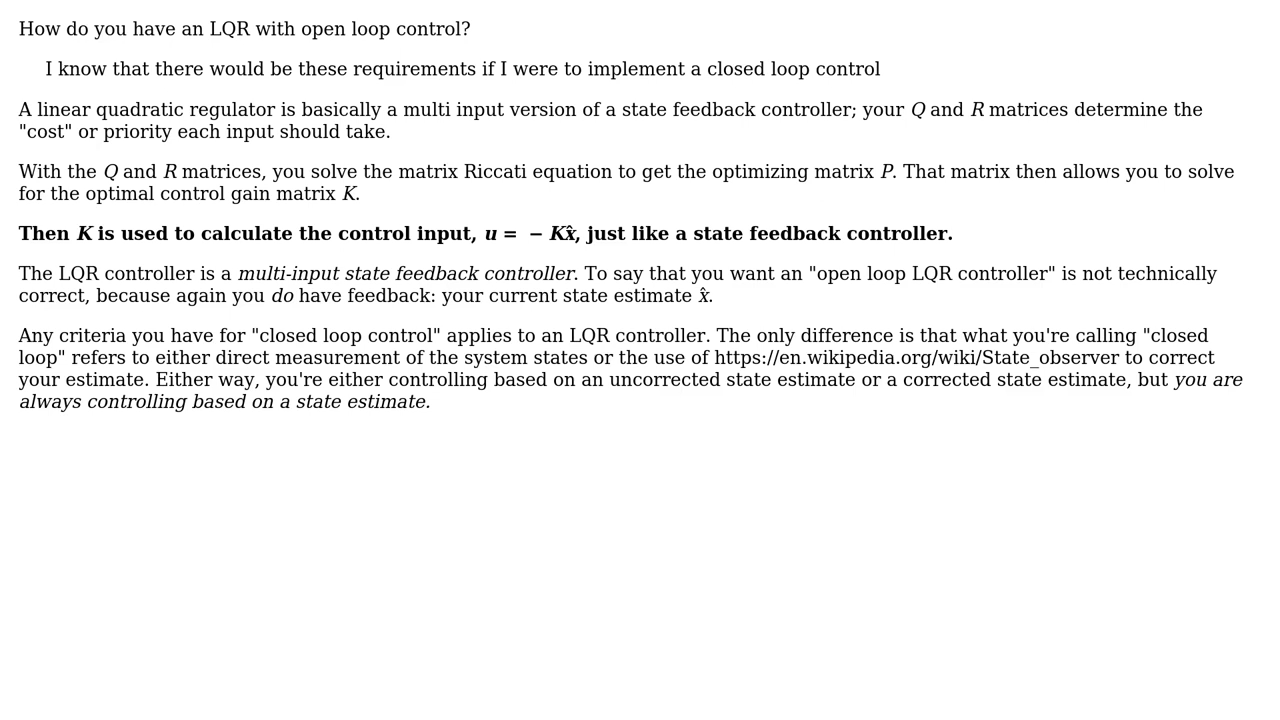 How do you have an LQR with open loop control?
I know that there would be these requirements if I were to implement a closed loop control
A linear quadratic regulator is basically a multi input version of a state feedback controller; your Q and R matrices determine the
"cost" or priority each input should take.
With the Q and R matrices, you solve the matrix Riccati equation to get the optimizing matrix P. That matrix then allows you to solve
for the optimal control gain matrix K.
Then K is used to calculate the control input, u = − Kx̂, just like a state feedback controller.
The LQR controller is a multi-input state feedback controller. To say that you want an "open loop LQR controller" is not technically
correct, because again you do have feedback: your current state estimate x̂.
Any criteria you have for "closed loop control" applies to an LQR controller. The only difference is that what you're calling "closed
loop" refers to either direct measurement of the system states or the use of https://en.wikipedia.org/wiki/State_observer to correct
your estimate. Either way, you're either controlling based on an uncorrected state estimate or a corrected state estimate, but you are
always controlling based on a state estimate.